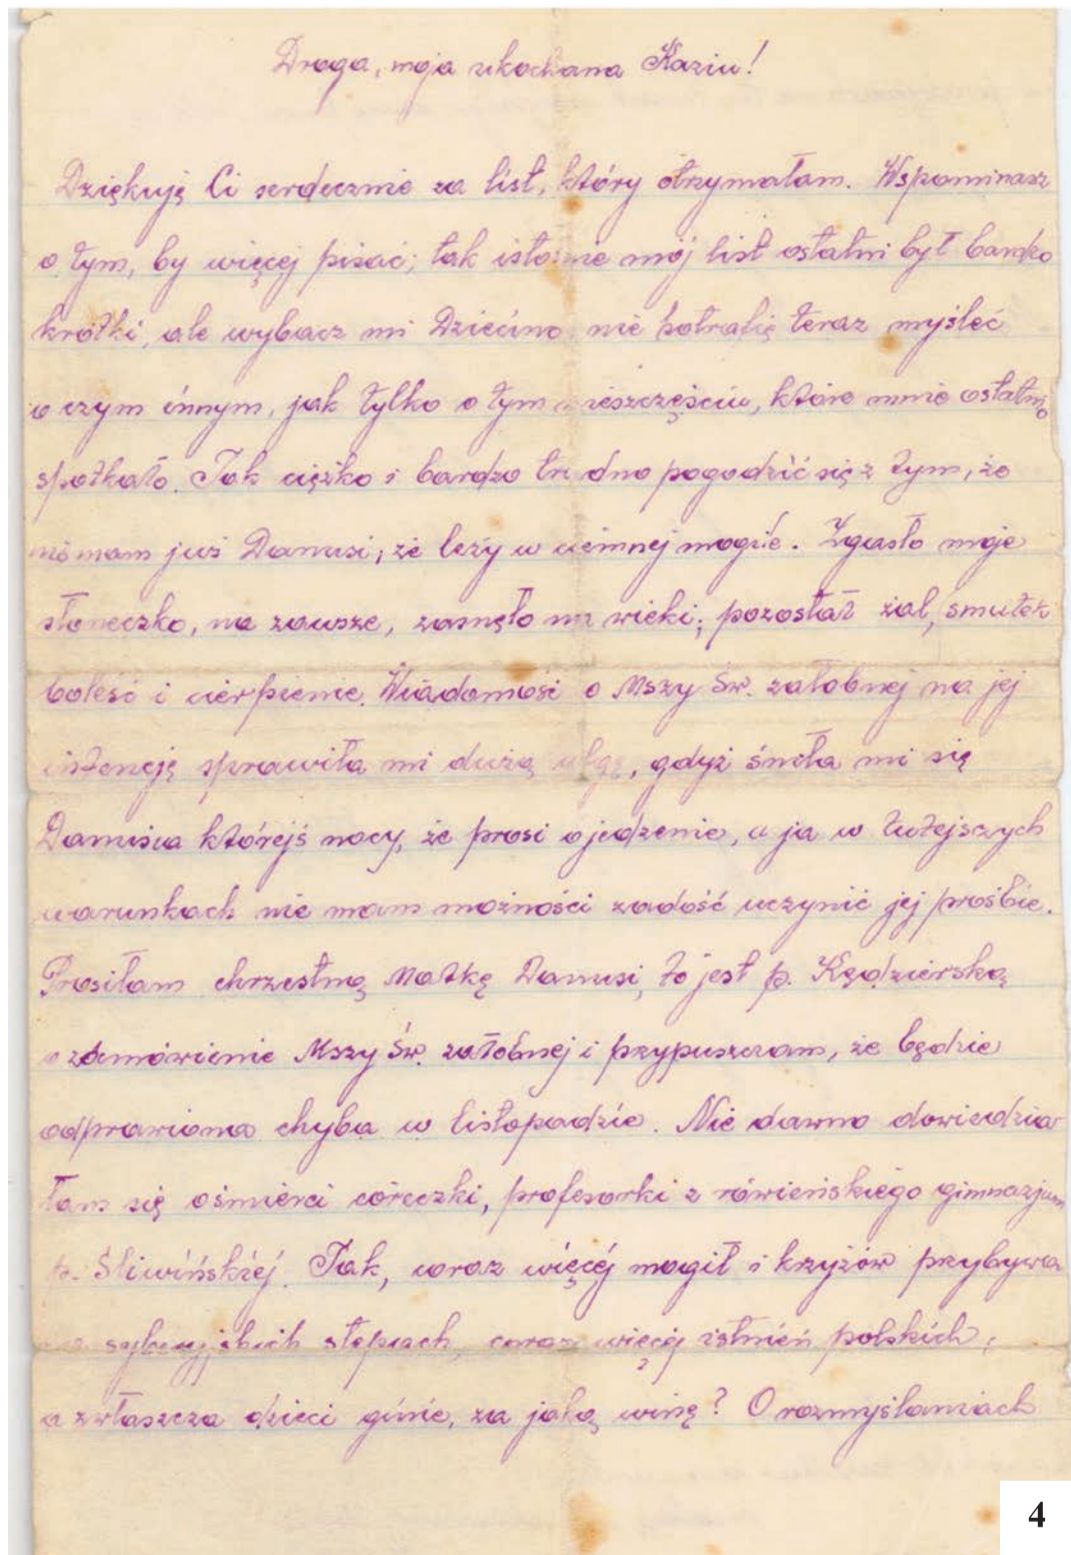 Droga, moja ukochana Kaziu!
Dziękuję Ci serdecznie za list, który otrzymałam. Wspominasz
o tym, by więcej pisać; tak istotnie mój list ostatni był bardzo
krótki, ale wybacz mi Dziecino, nie potrafię teraz myśleć
o czym innym, jak tylko o tym nieszczęściu, które mnie ostatnio
spotkało. Tak ciężko i bardzo trudno pogodzić się z tym, że
nie mam już Danusi, że leży w ciemnej mogile. Zgasło moje
słoneczko, na zawsze, zasnęło na wieki; pozostał żal, smutek
boleść i cierpienie. Wiadomość o Mszy Św. żałobnej na jej
intencję sprawiła mi dużą ulgę, gdyż śniła mi się
Danusia którejś nocy, że prosi o jedzenie, a ja w tutejszych
warunkach nie mam możności zadość uczynić jej prośbie.
Prosiłam chrzestną Matkę Danusi, to jest p. Kędzierską
o zamówienie Mszy Św. żałobnej i przypuszczam, że będzie
odprawiona chyba w listopadzie. Nie dawno dowiedzia
łam się o śmierci córeczki, profesorki z rówieńskiego gimnazjum
p. Śliwińskiej. Tak, coraz więcej mogił i krzyżów przybywa
na syberyjskich stepach, coraz więcej istnień polskich,
a zwłaszcza dzieci ginie, za jaką winę? O rozmyślaniach
4